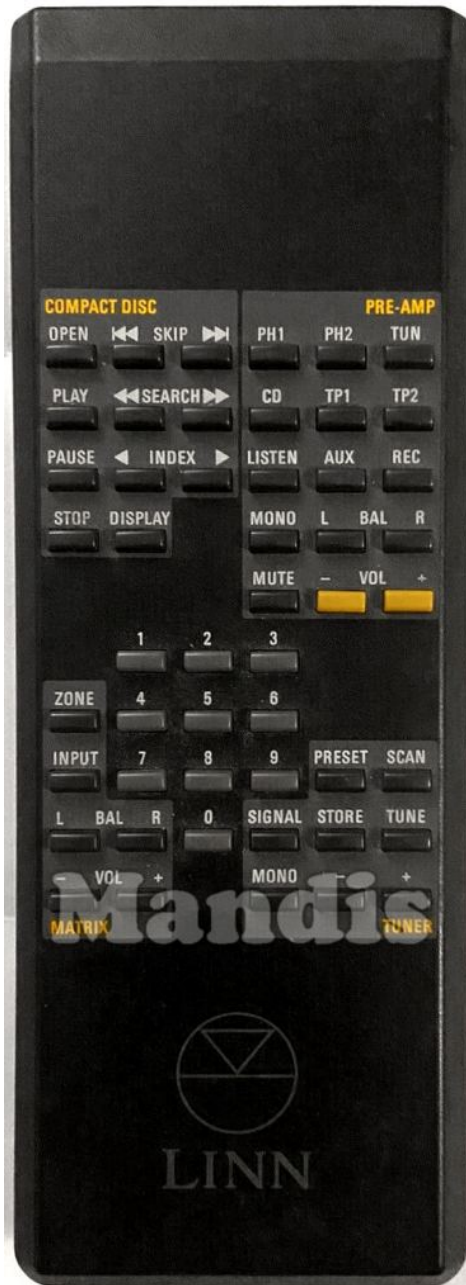 COMPACT DISC PRE-AMP
OPEN SKIP PH1 PH2 TUN
PLAY SEARCH CD TP1 TP2
PAUSE INDEX LISTEN AUX REC
STOP DISPLAY MONO L BAL R
MUTE - VOL +
1 2 3
ZONE 4 5 6
INPUT 7 8 9 PRESET SCAN
L BAL R 0 SIGNAL STORE TUNE
- VOL + MONO - +
Mandis
MATRIX TUNER
LINN